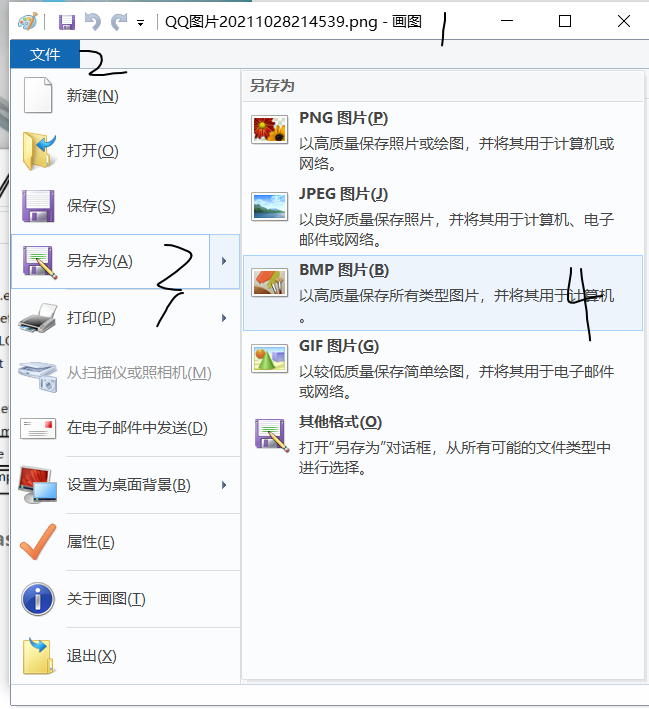 QQ图片20211028214539.png - 画图
1
文件
2
新建(N)
打开(O)
保存(S)
另存为(A)
3
打印(P)
从扫描仪或照相机(M)
在电子邮件中发送(D)
设置为桌面背景(B)
属性(E)
关于画图(T)
退出(X)
另存为
PNG 图片(P)
以高质量保存照片或绘图，并将其用于计算机或
网络。
JPEG 图片(J)
以良好质量保存照片，并将其用于计算机、电子
邮件或网络。
BMP 图片(B)
以高质量保存所有类型图片，并将其用于计算机
。
4
GIF 图片(G)
以较低质量保存简单绘图，并将其用于电子邮件
或网络。
其他格式(O)
打开“另存为”对话框，从所有可能的文件类型中
进行选择。